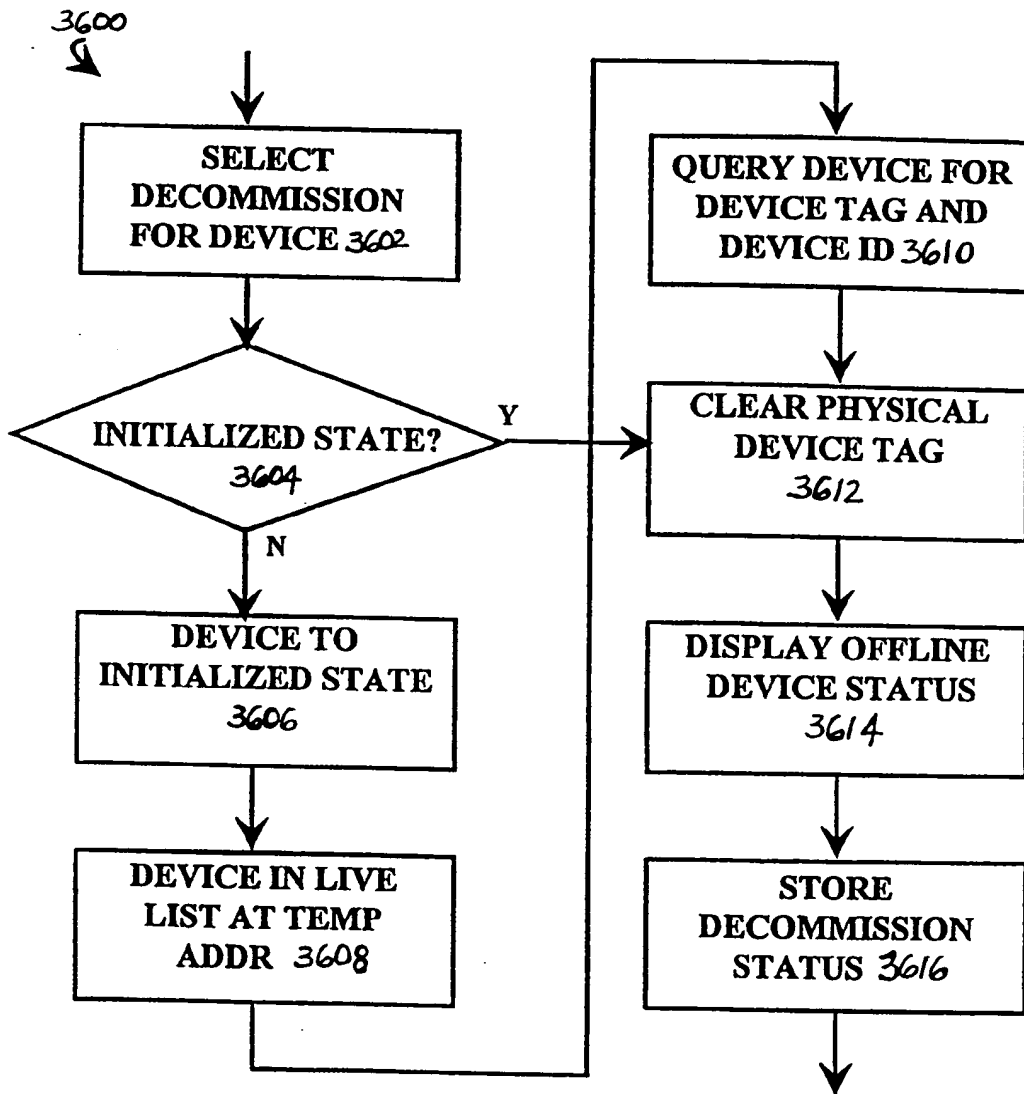 3600
SELECT
DECOMMISSION
FOR DEVICE 3602
INITIALIZED STATE?
3604
Y
N
DEVICE TO
INITIALIZED STATE
3606
DEVICE IN LIVE
LIST AT TEMP
ADDR 3608
QUERY DEVICE FOR
DEVICE TAG AND
DEVICE ID 3610
CLEAR PHYSICAL
DEVICE TAG
3612
DISPLAY OFFLINE
DEVICE STATUS
3614
STORE
DECOMMISSION
STATUS 3616